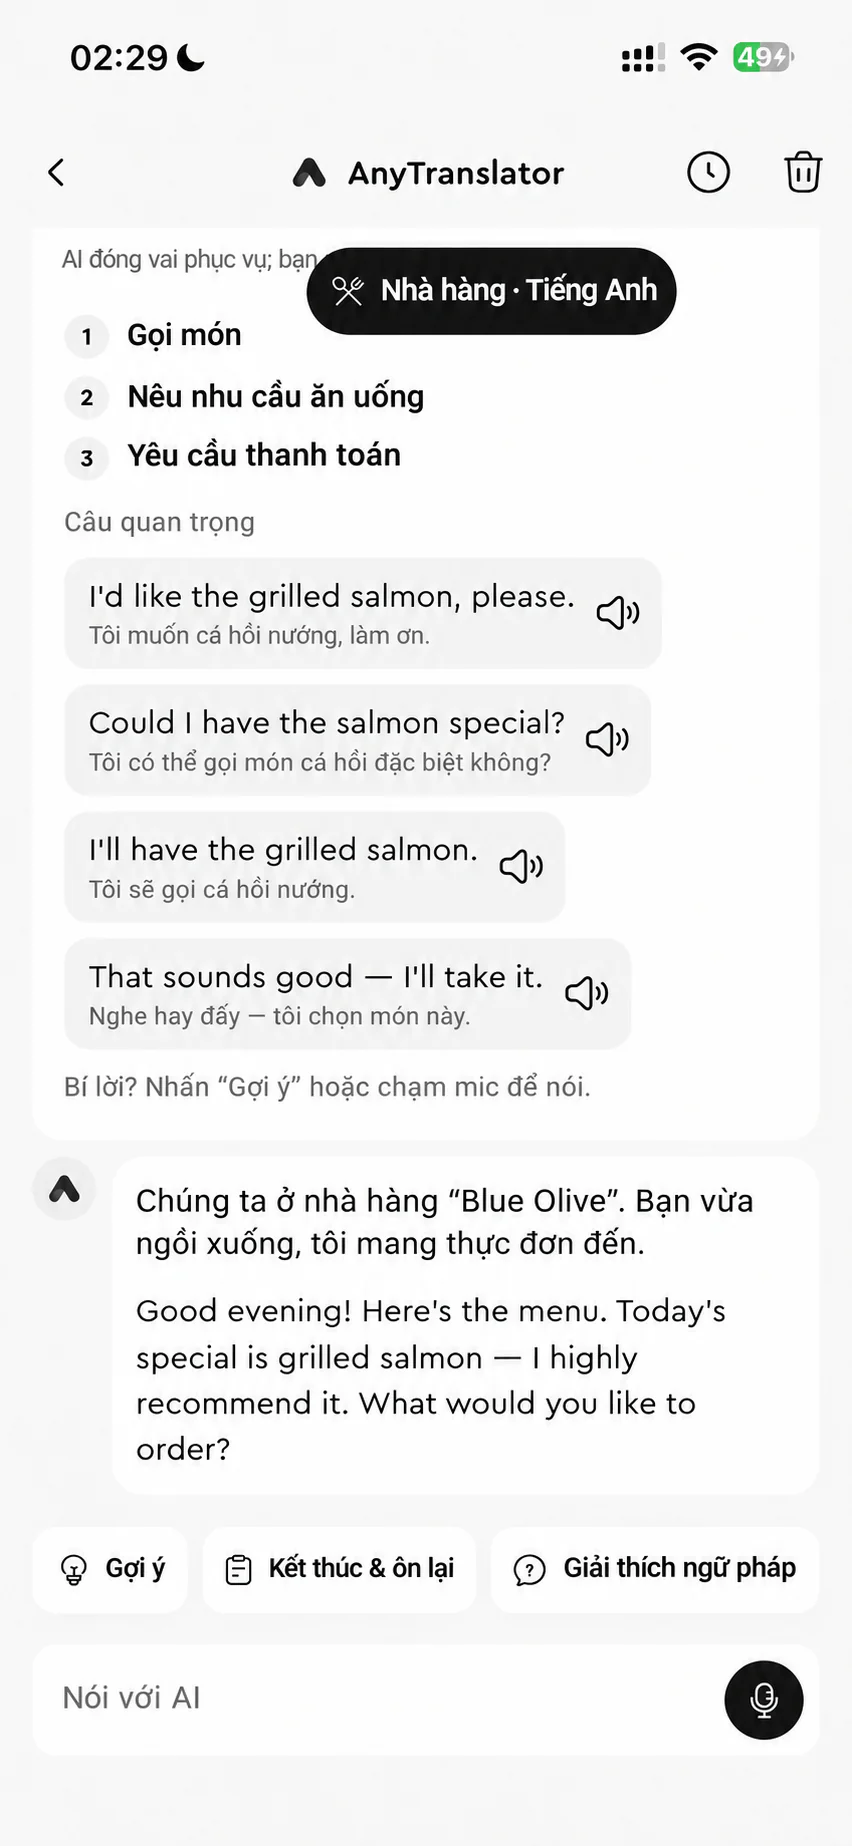 02:29
49
AnyTranslator
AI đóng vai phục vụ; bạn
Nhà hàng · Tiếng Anh
1 Gọi món
2 Nêu nhu cầu ăn uống
3 Yêu cầu thanh toán
Câu quan trọng
I'd like the grilled salmon, please.
Tôi muốn cá hồi nướng, làm ơn.
Could I have the salmon special?
Tôi có thể gọi món cá hồi đặc biệt không?
I'll have the grilled salmon.
Tôi sẽ gọi cá hồi nướng.
That sounds good — I'll take it.
Nghe hay đấy — tôi chọn món này.
Bí lời? Nhấn “Gợi ý” hoặc chạm mic để nói.
Chúng ta ở nhà hàng “Blue Olive”. Bạn vừa
ngồi xuống, tôi mang thực đơn đến.
Good evening! Here's the menu. Today's
special is grilled salmon — I highly
recommend it. What would you like to
order?
Gợi ý
Kết thúc & ôn lại
Giải thích ngữ pháp
Nói với AI